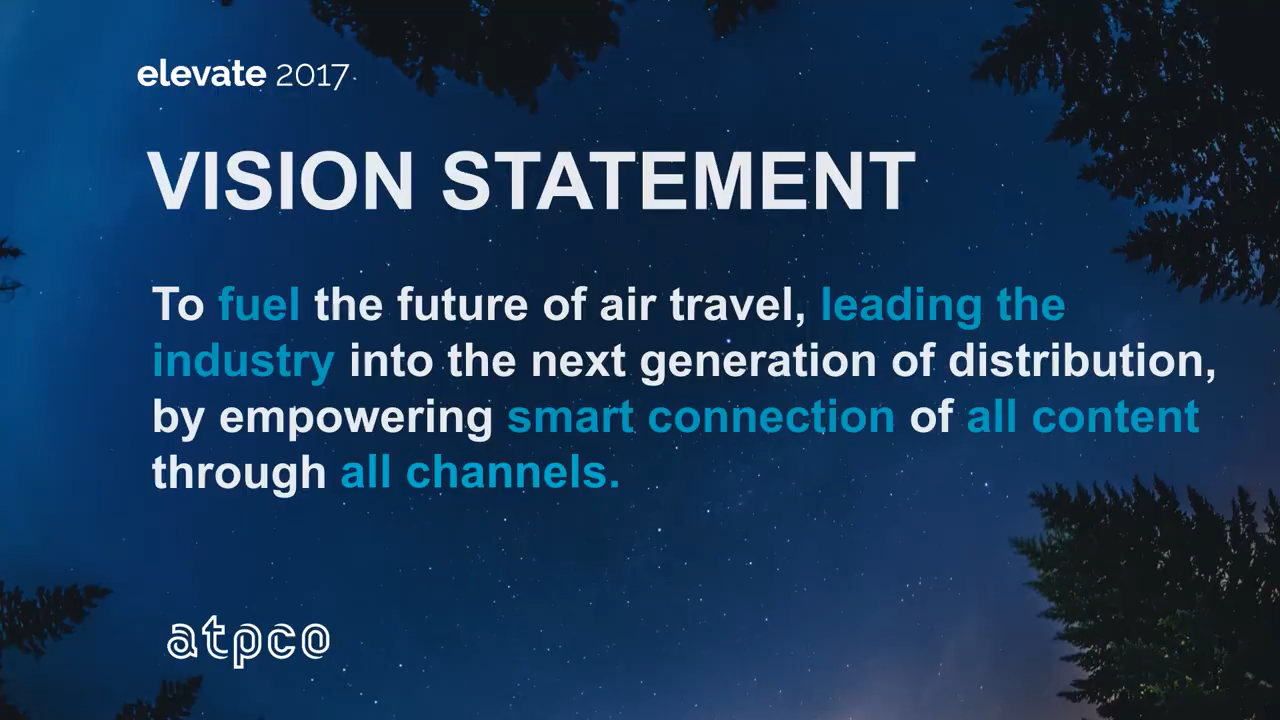 elevate 2017
VISION STATEMENT
To fuel the future of air travel, leading the
industry into the next generation of distribution,
by empowering smart connection of all content
through all channels.
atpco